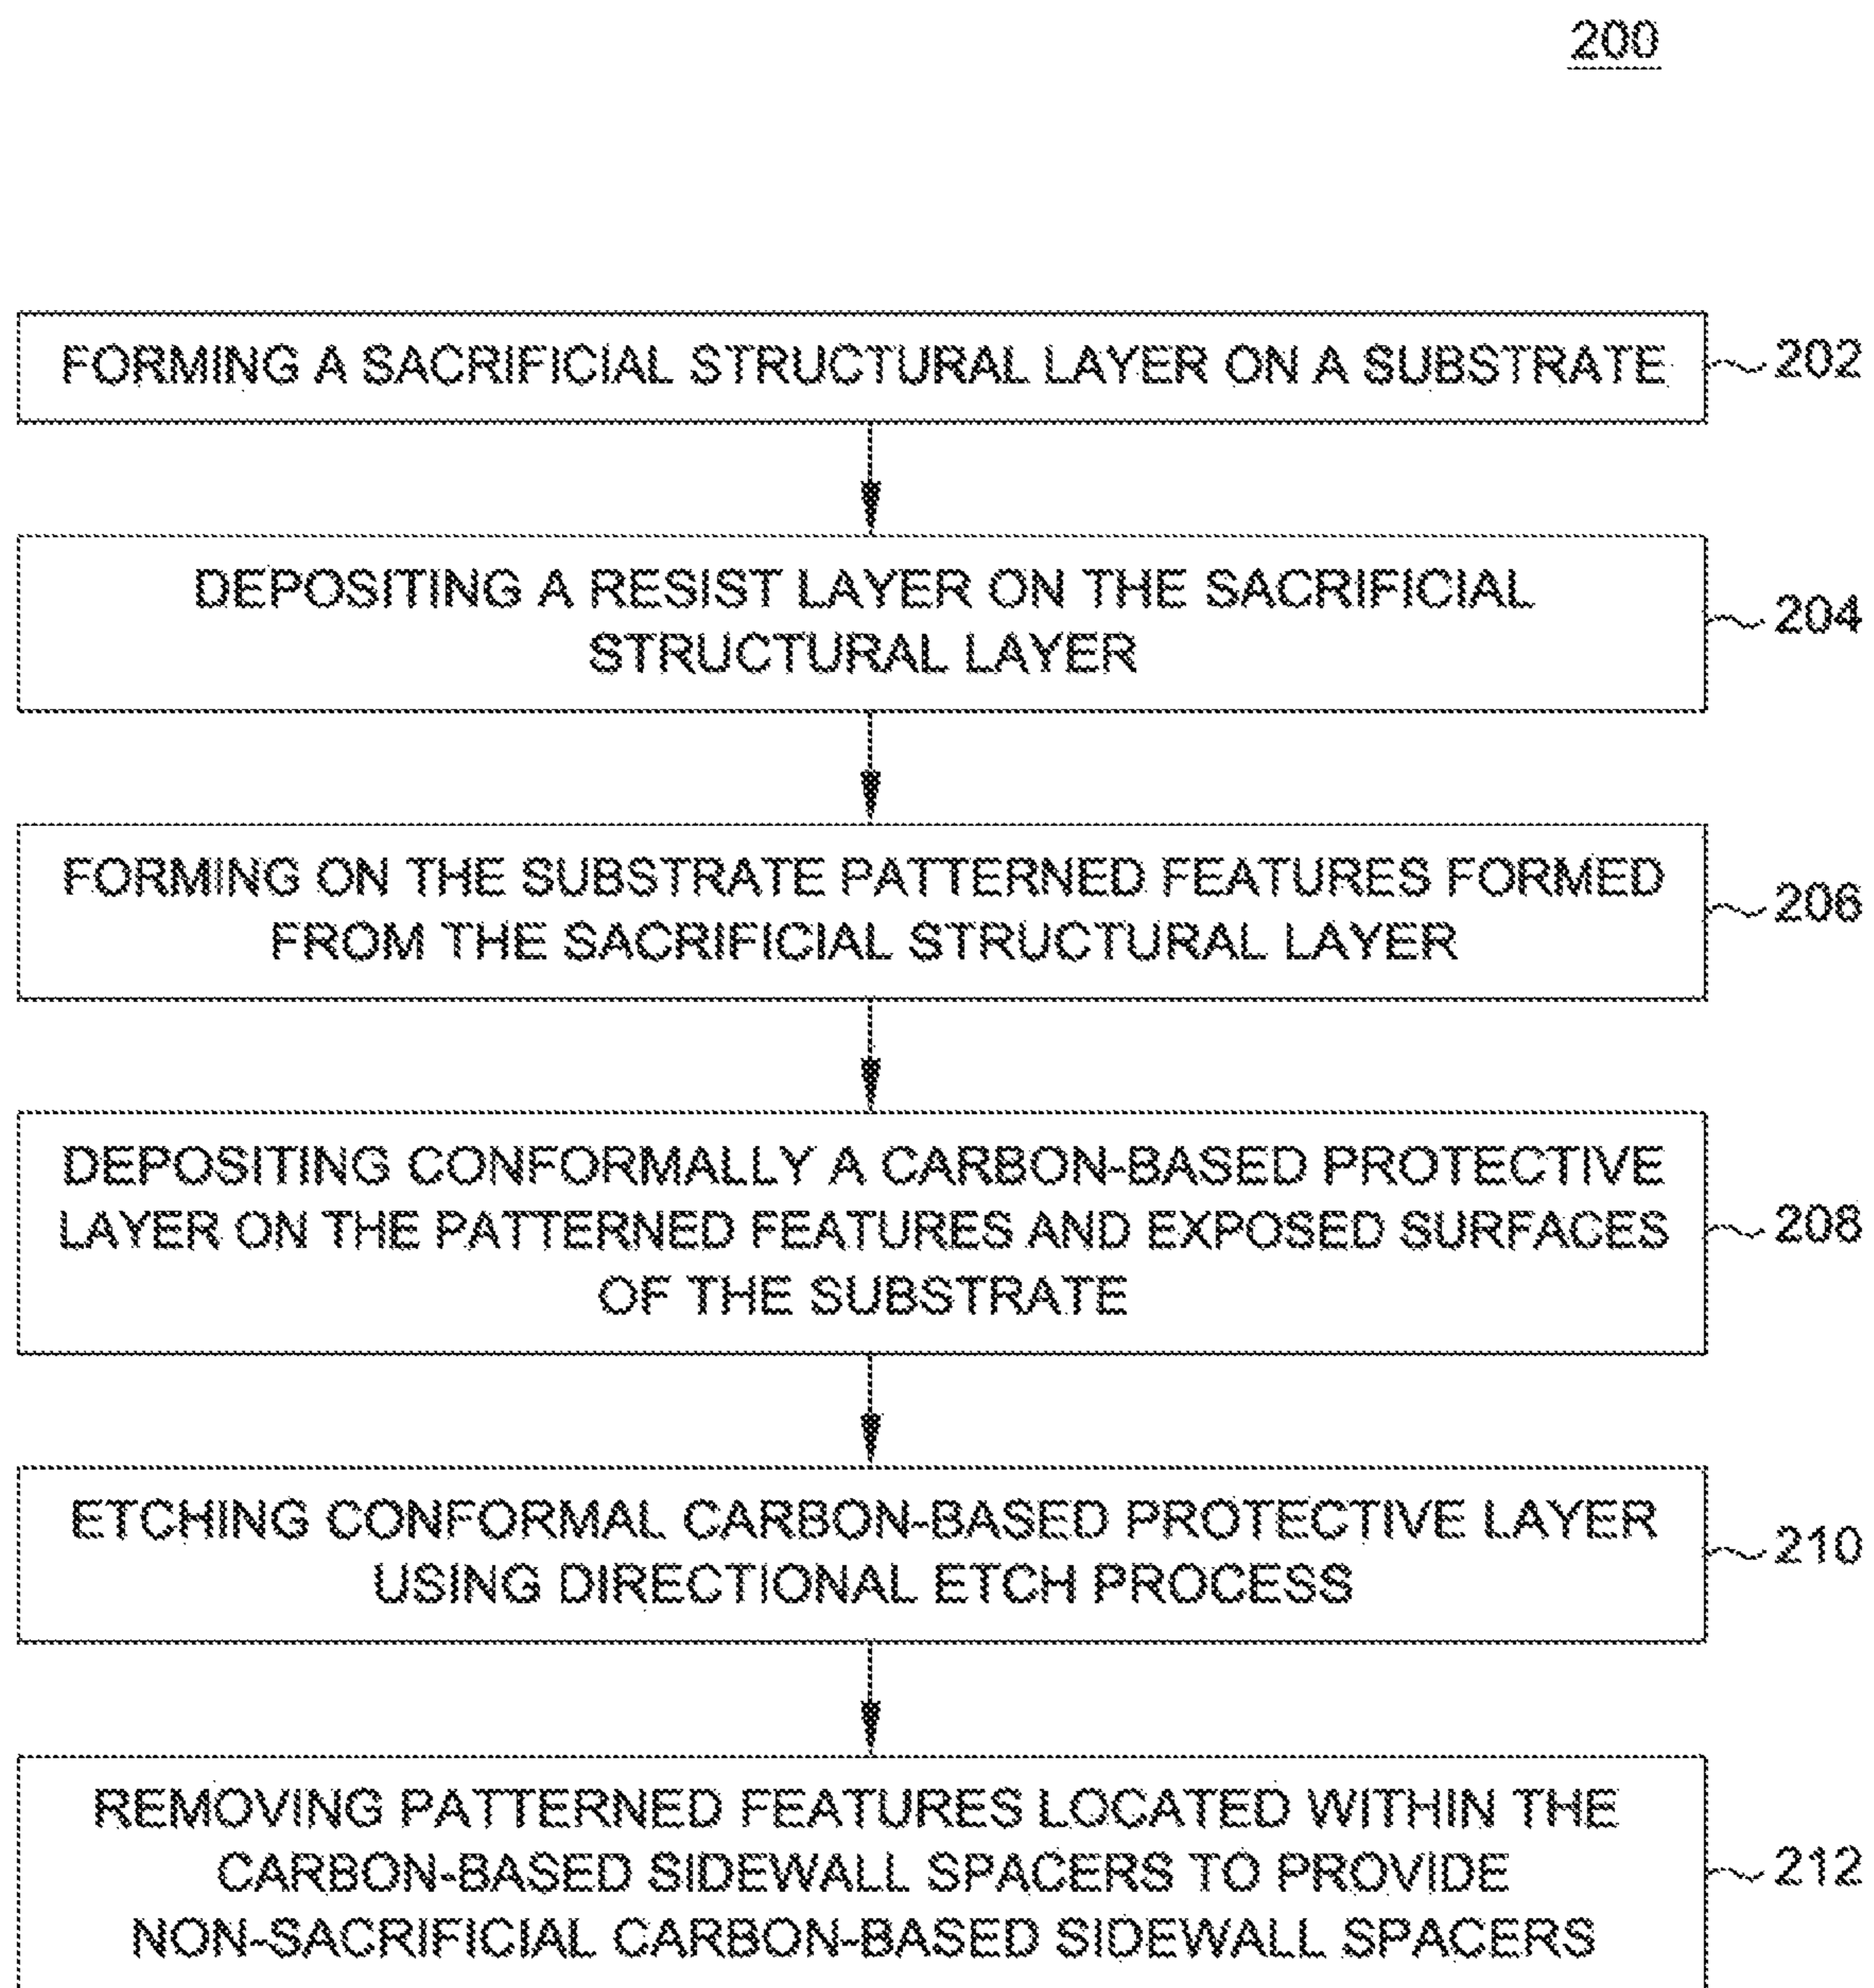 200
FORMING A SACRIFICIAL STRUCTURAL LAYER ON A SUBSTRATE
202
DEPOSITING A RESIST LAYER ON THE SACRIFICIAL
STRUCTURAL LAYER
204
FORMING ON THE SUBSTRATE PATTERNED FEATURES FORMED
FROM THE SACRIFICIAL STRUCTURAL LAYER
206
DEPOSITING CONFORMALLY A CARBON-BASED PROTECTIVE
LAYER ON THE PATTERNED FEATURES AND EXPOSED SURFACES
OF THE SUBSTRATE
208
ETCHING CONFORMAL CARBON-BASED PROTECTIVE LAYER
USING DIRECTIONAL ETCH PROCESS
210
REMOVING PATTERNED FEATURES LOCATED WITHIN THE
CARBON-BASED SIDEWALL SPACERS TO PROVIDE
NON-SACRIFICIAL CARBON-BASED SIDEWALL SPACERS
212